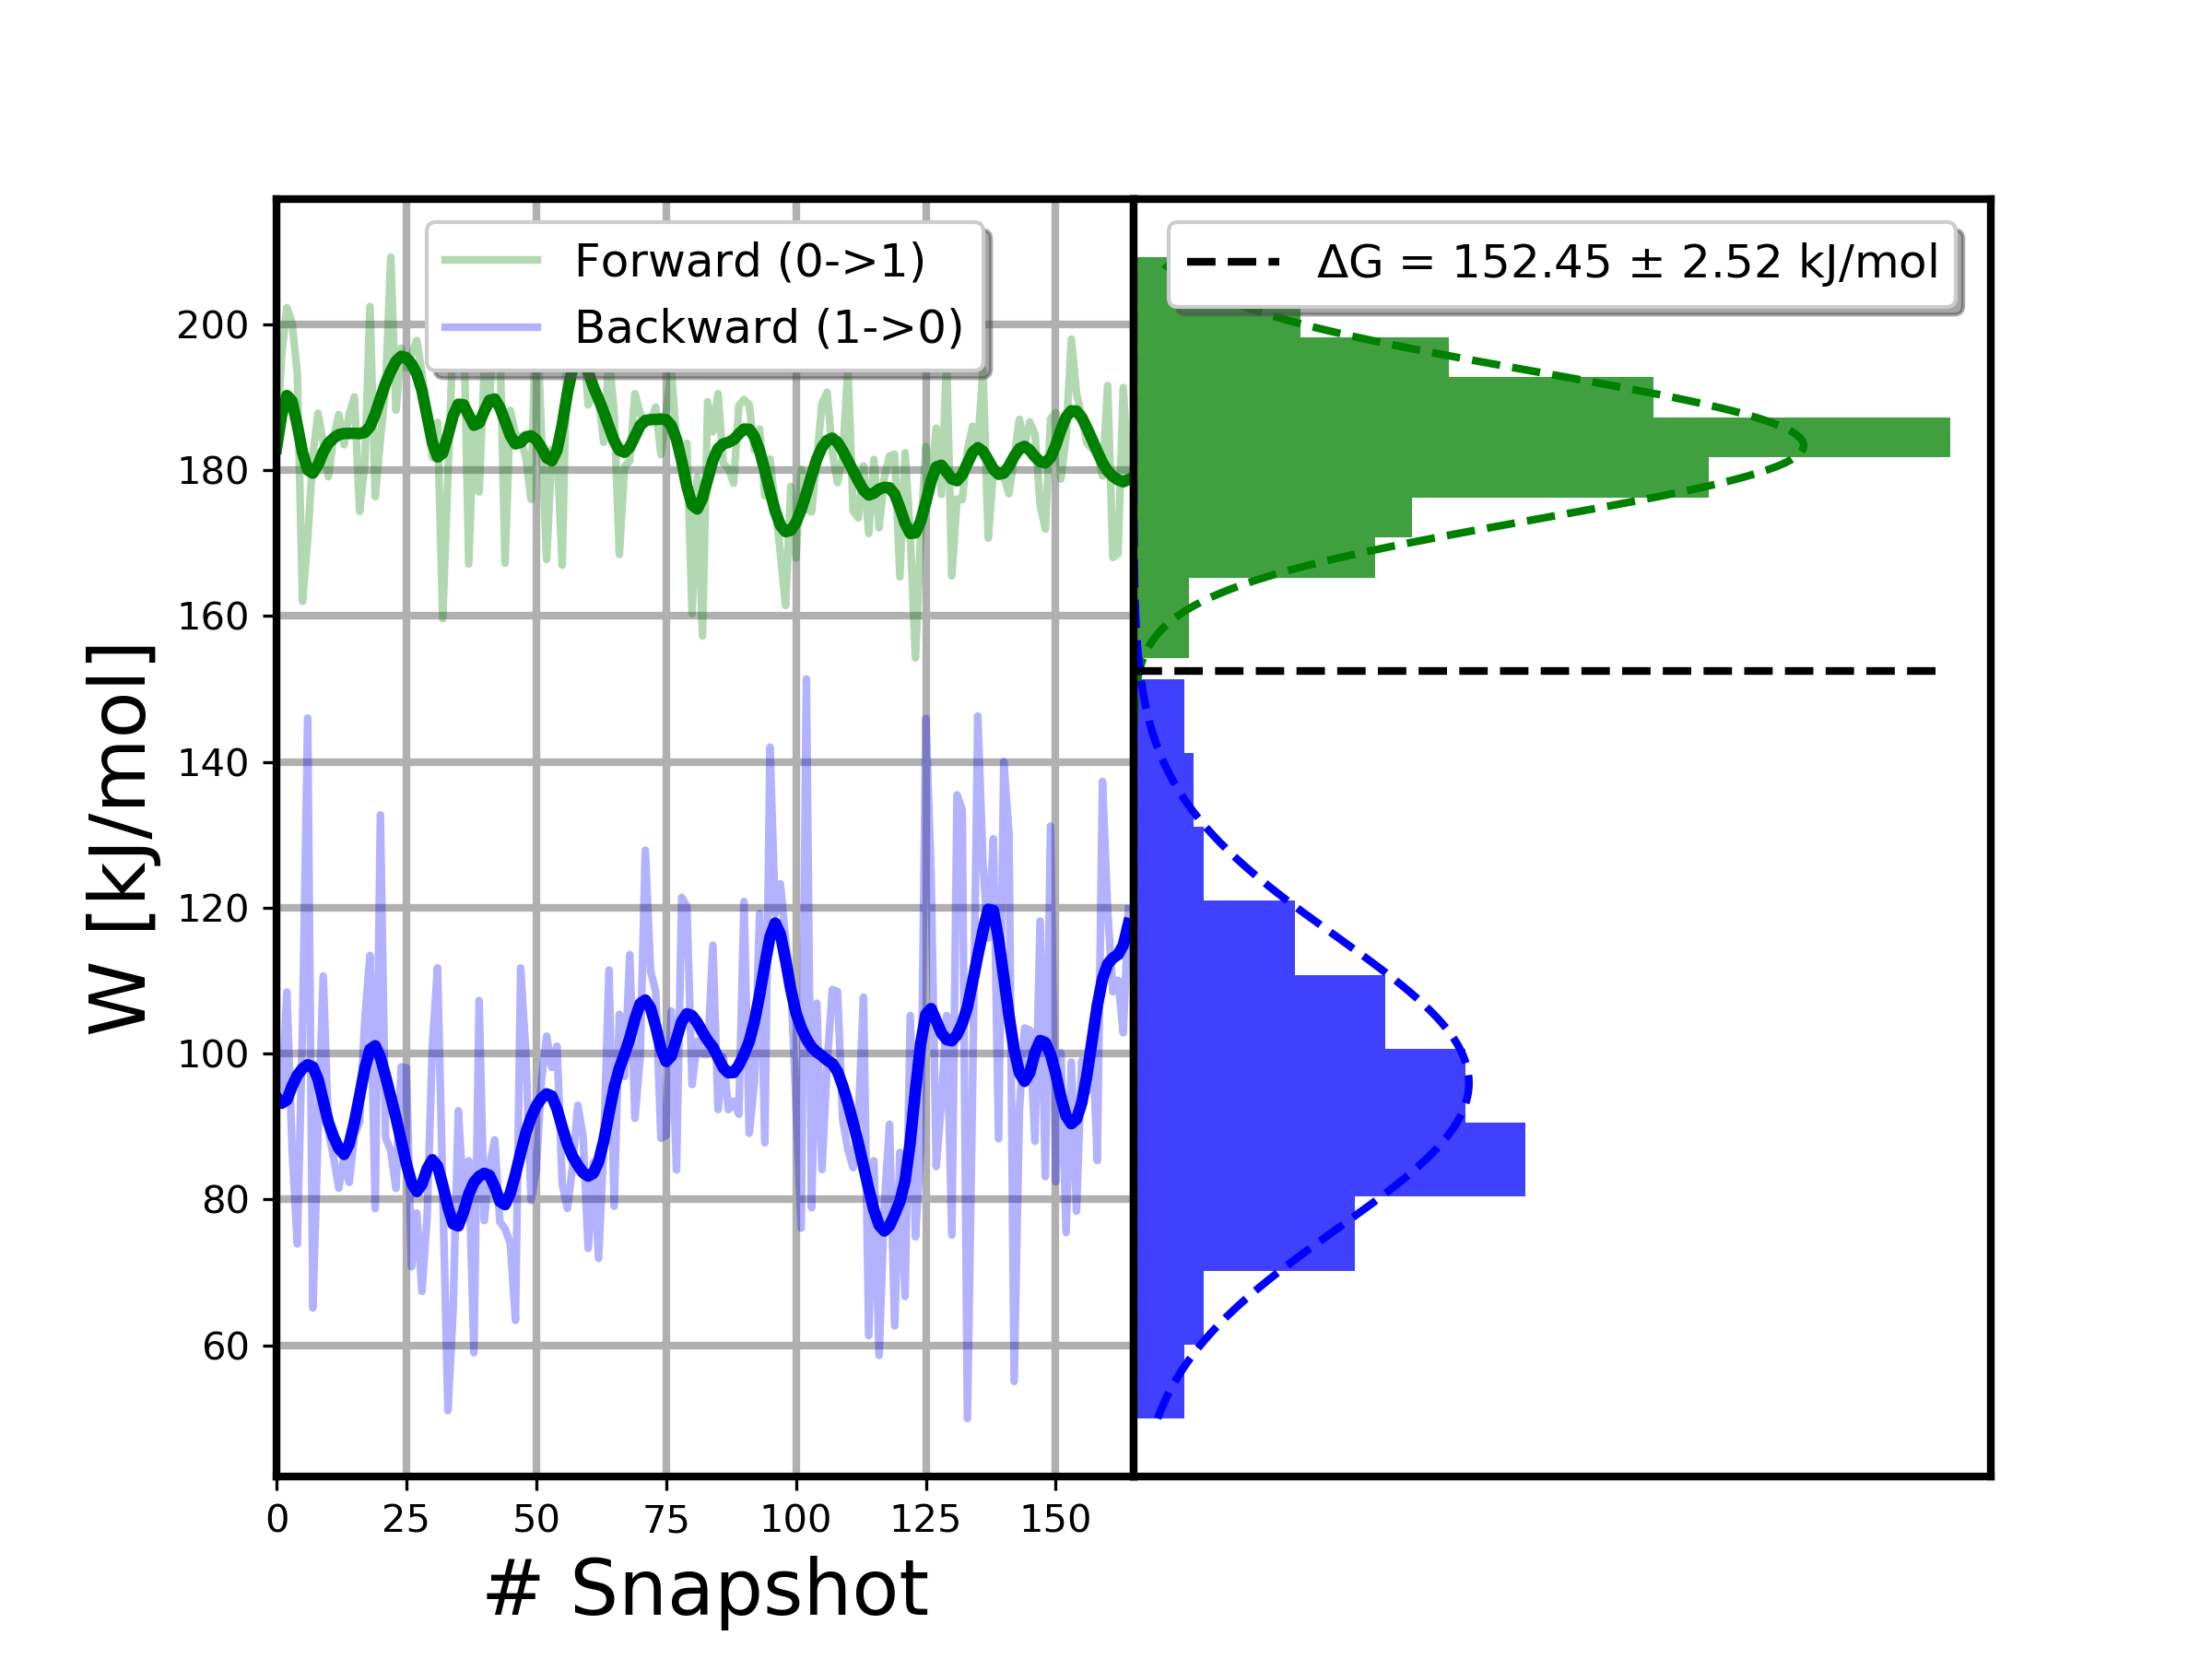 Forward (0->1)
Backward (1->0)
ΔG = 152.45 ± 2.52 kJ/mol
W [kJ/mol]
200
180
160
140
120
100
80
60
0 25 50 75 100 125 150
# Snapshot